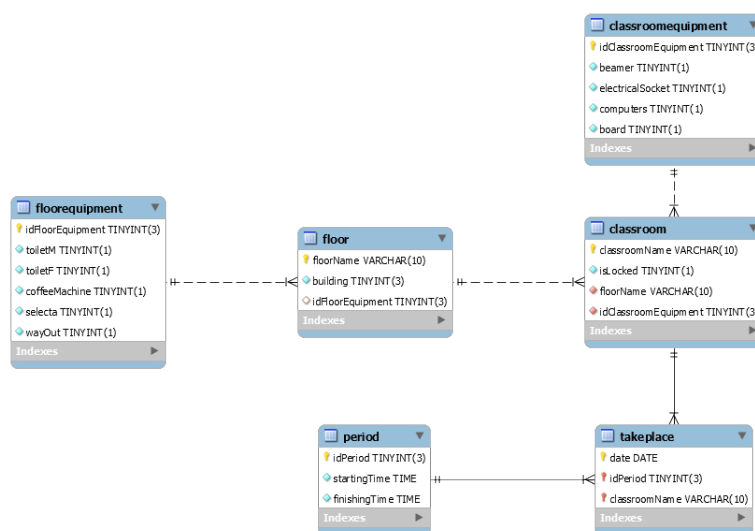 classroomequipment
idClassroomEquipment TINYINT(3
beamer TINYINT(1)
electricalSocket TINYINT(1)
computers TINYINT(1)
board TINYINT(1)
Indexes
floorequipment
idFloorEquipment TINYINT(3)
toiletM TINYINT(1)
toiletF TINYINT(1)
coffeeMachine TINYINT(1)
selecta TINYINT(1)
wayOut TINYINT(1)
Indexes
floor
floorName VARCHAR(10)
building TINYINT(3)
idFloorEquipment TINYINT(3)
Indexes
classroom
classroomName VARCHAR(10)
isLocked TINYINT(1)
floorName VARCHAR(10)
idClassroomEquipment TINYINT(3
Indexes
period
idPeriod TINYINT(3)
startingTime TIME
finishingTime TIME
Indexes
takeplace
date DATE
idPeriod TINYINT(3)
classroomName VARCHAR(10)
Indexes